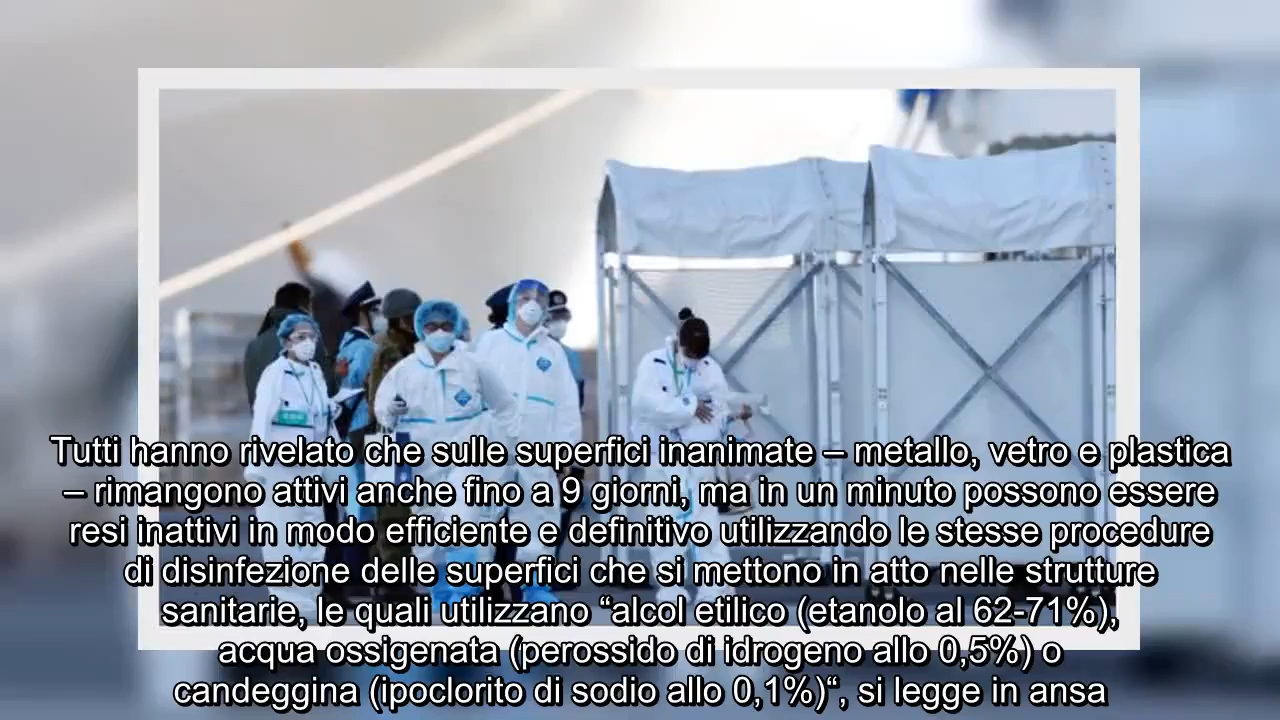 Tutti hanno rivelato che sulle superfici inanimate – metallo, vetro e plastica
– rimangono attivi anche fino a 9 giorni, ma in un minuto possono essere
resi inattivi in modo efficiente e definitivo utilizzando le stesse procedure
di disinfezione delle superfici che si mettono in atto nelle strutture
sanitarie, le quali utilizzano “alcol etilico (etanolo al 62-71%),
acqua ossigenata (perossido di idrogeno allo 0,5%) o
candeggina (ipoclorito di sodio allo 0,1%)“, si legge in ansa